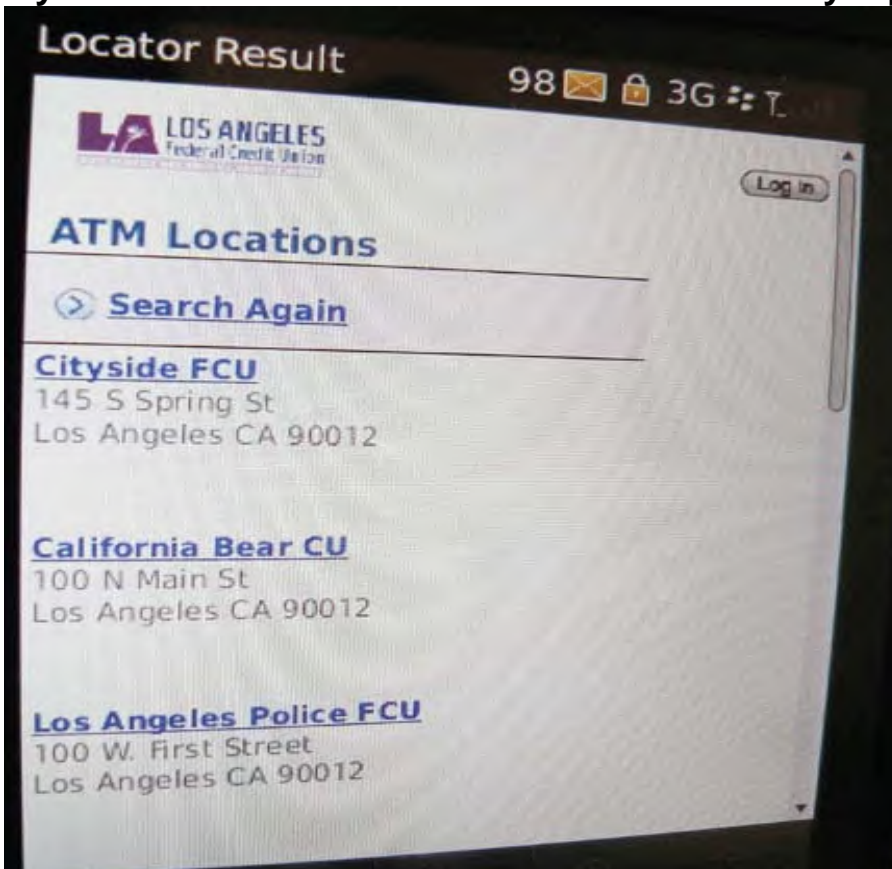 Locator Result
98 3G
LOS ANGELES
Federal Credit Union
Log in
ATM Locations
Search Again
Cityside FCU
145 S Spring St
Los Angeles CA 90012
California Bear CU
100 N Main St
Los Angeles CA 90012
Los Angeles Police FCU
100 W. First Street
Los Angeles CA 90012